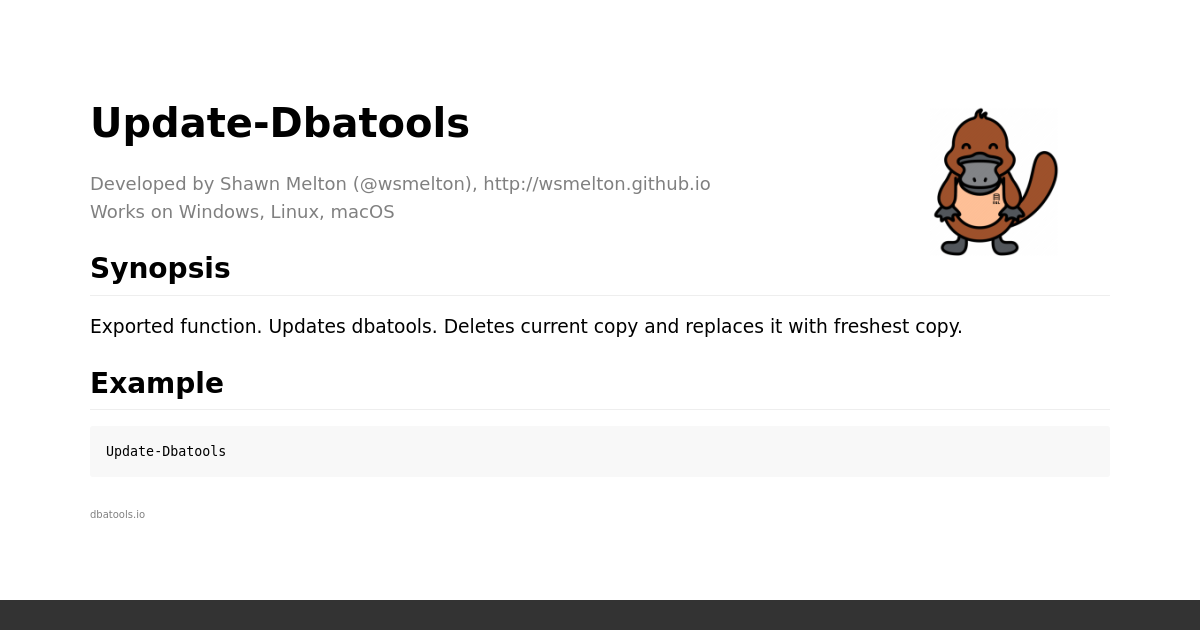 Update-Dbatools
Developed by Shawn Melton (@wsmelton), http://wsmelton.github.io
Works on Windows, Linux, macOS
Synopsis
Exported function. Updates dbatools. Deletes current copy and replaces it with freshest copy.
Example
Update-Dbatools
dbatools.io